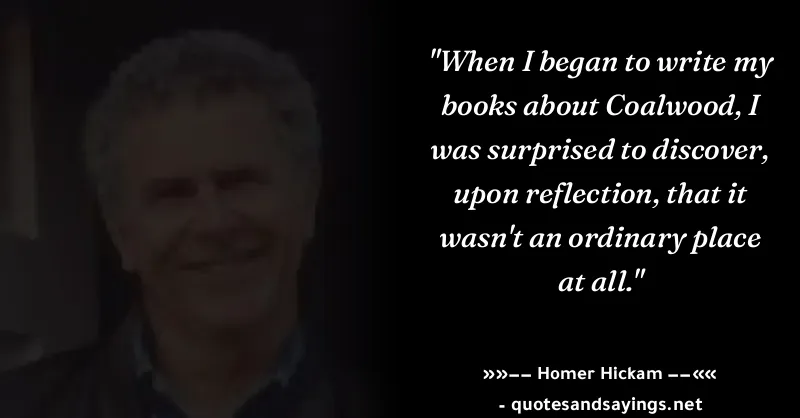 "When I began to write my
books about Coalwood, I
was surprised to discover,
upon reflection, that it
wasn't an ordinary place
at all."
»»−− Homer Hickam −−««
- quotesandsayings.net